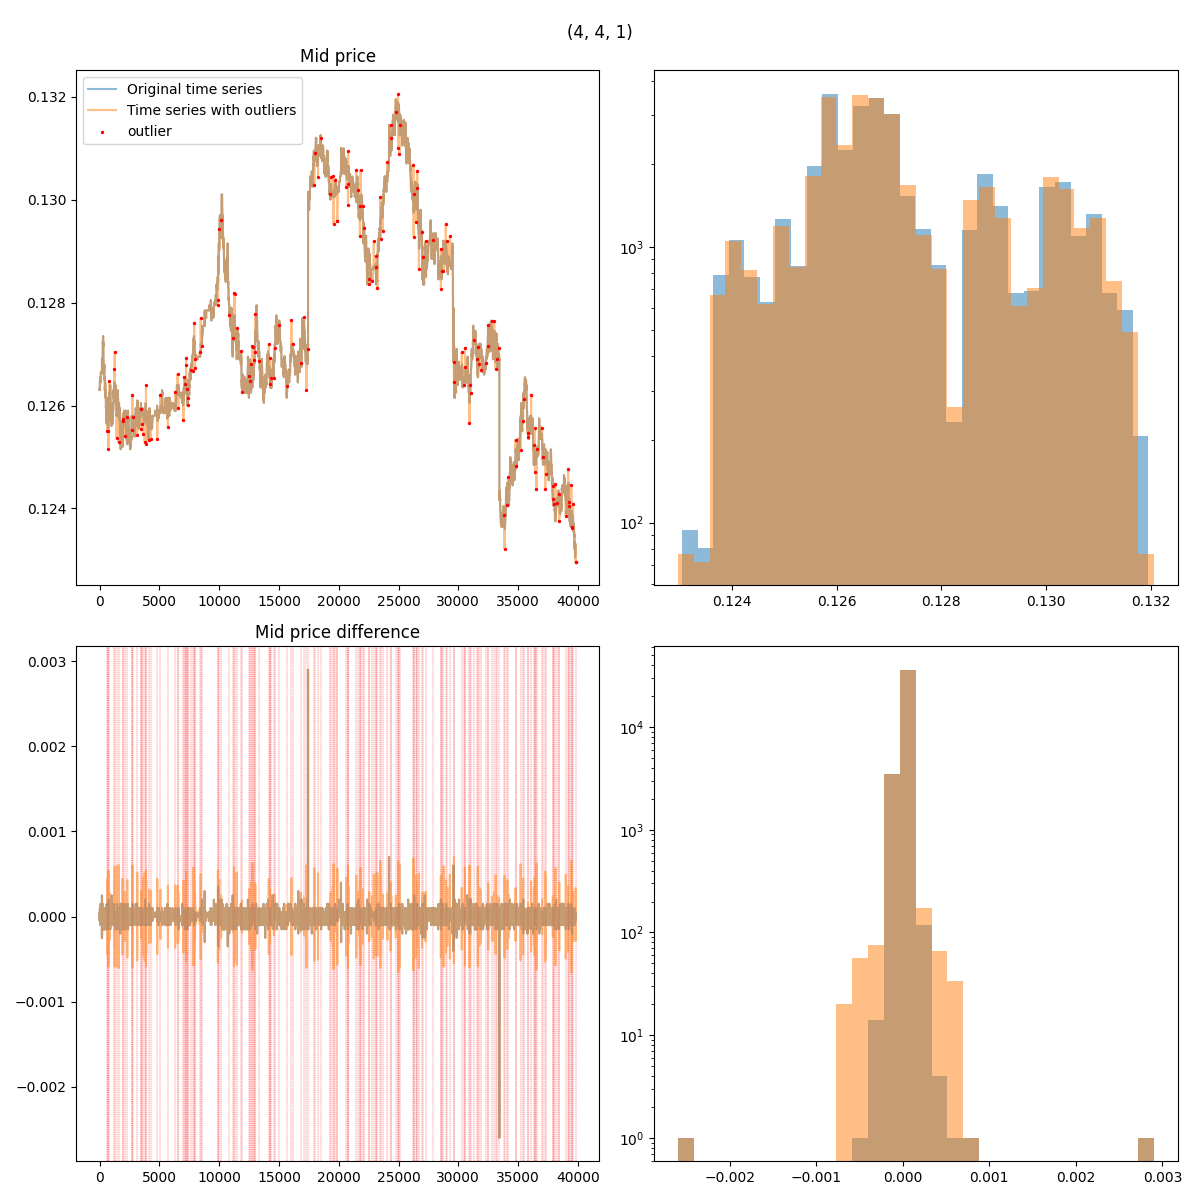 (4, 4, 1)
Mid price
Original time series
Time series with outliers
outlier
0.132
0.130
0.128
0.126
0.124
0 5000 10000 15000 20000 25000 30000 35000 40000
10³
10²
0.124 0.126 0.128 0.130 0.132
Mid price difference
0.003
0.002
0.001
0.000
−0.001
−0.002
0 5000 10000 15000 20000 25000 30000 35000 40000
10⁴
10³
10²
10¹
10⁰
−0.002 −0.001 0.000 0.001 0.002 0.003